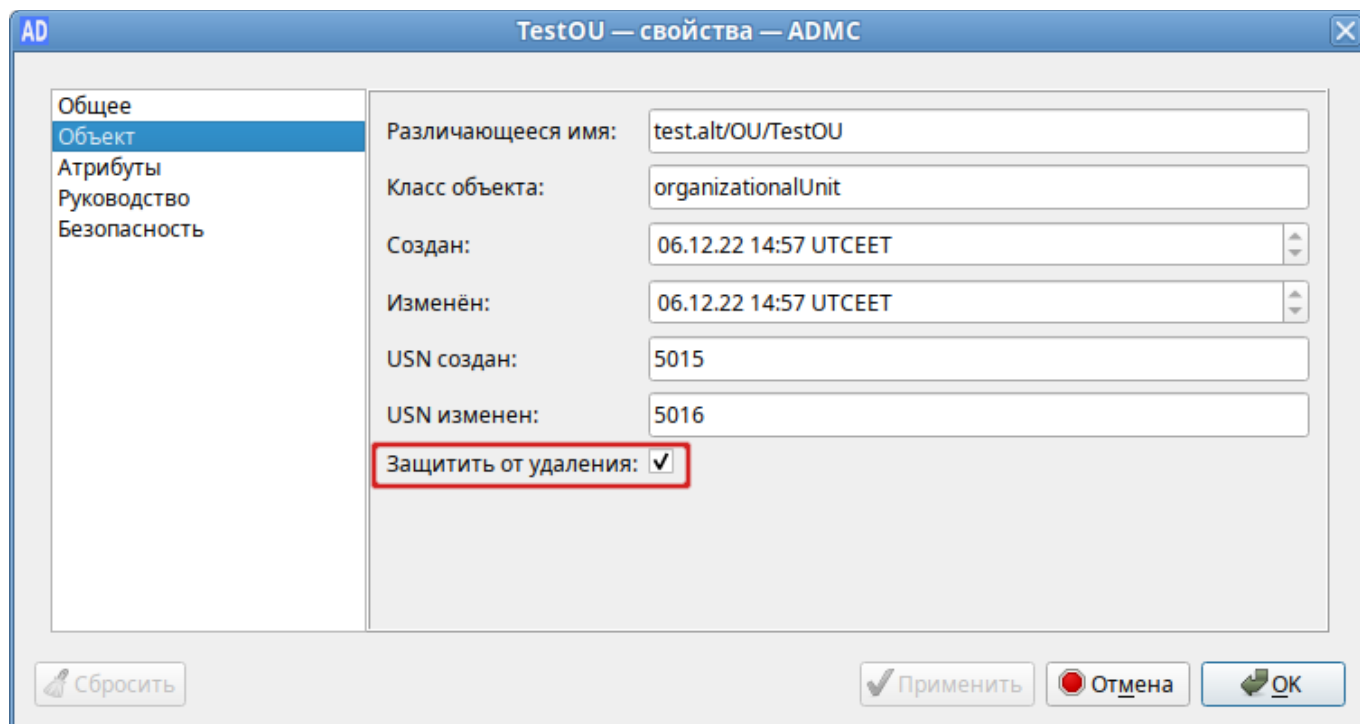 AD
TestOU — свойства — ADMC
Общее
Объект
Атрибуты
Руководство
Безопасность
Различающееся имя: test.alt/OU/TestOU
Класс объекта: organizationalUnit
Создан: 06.12.22 14:57 UTCEET
Изменён: 06.12.22 14:57 UTCEET
USN создан: 5015
USN изменен: 5016
Защитить от удаления:
Сбросить
Применить
Отмена
OK